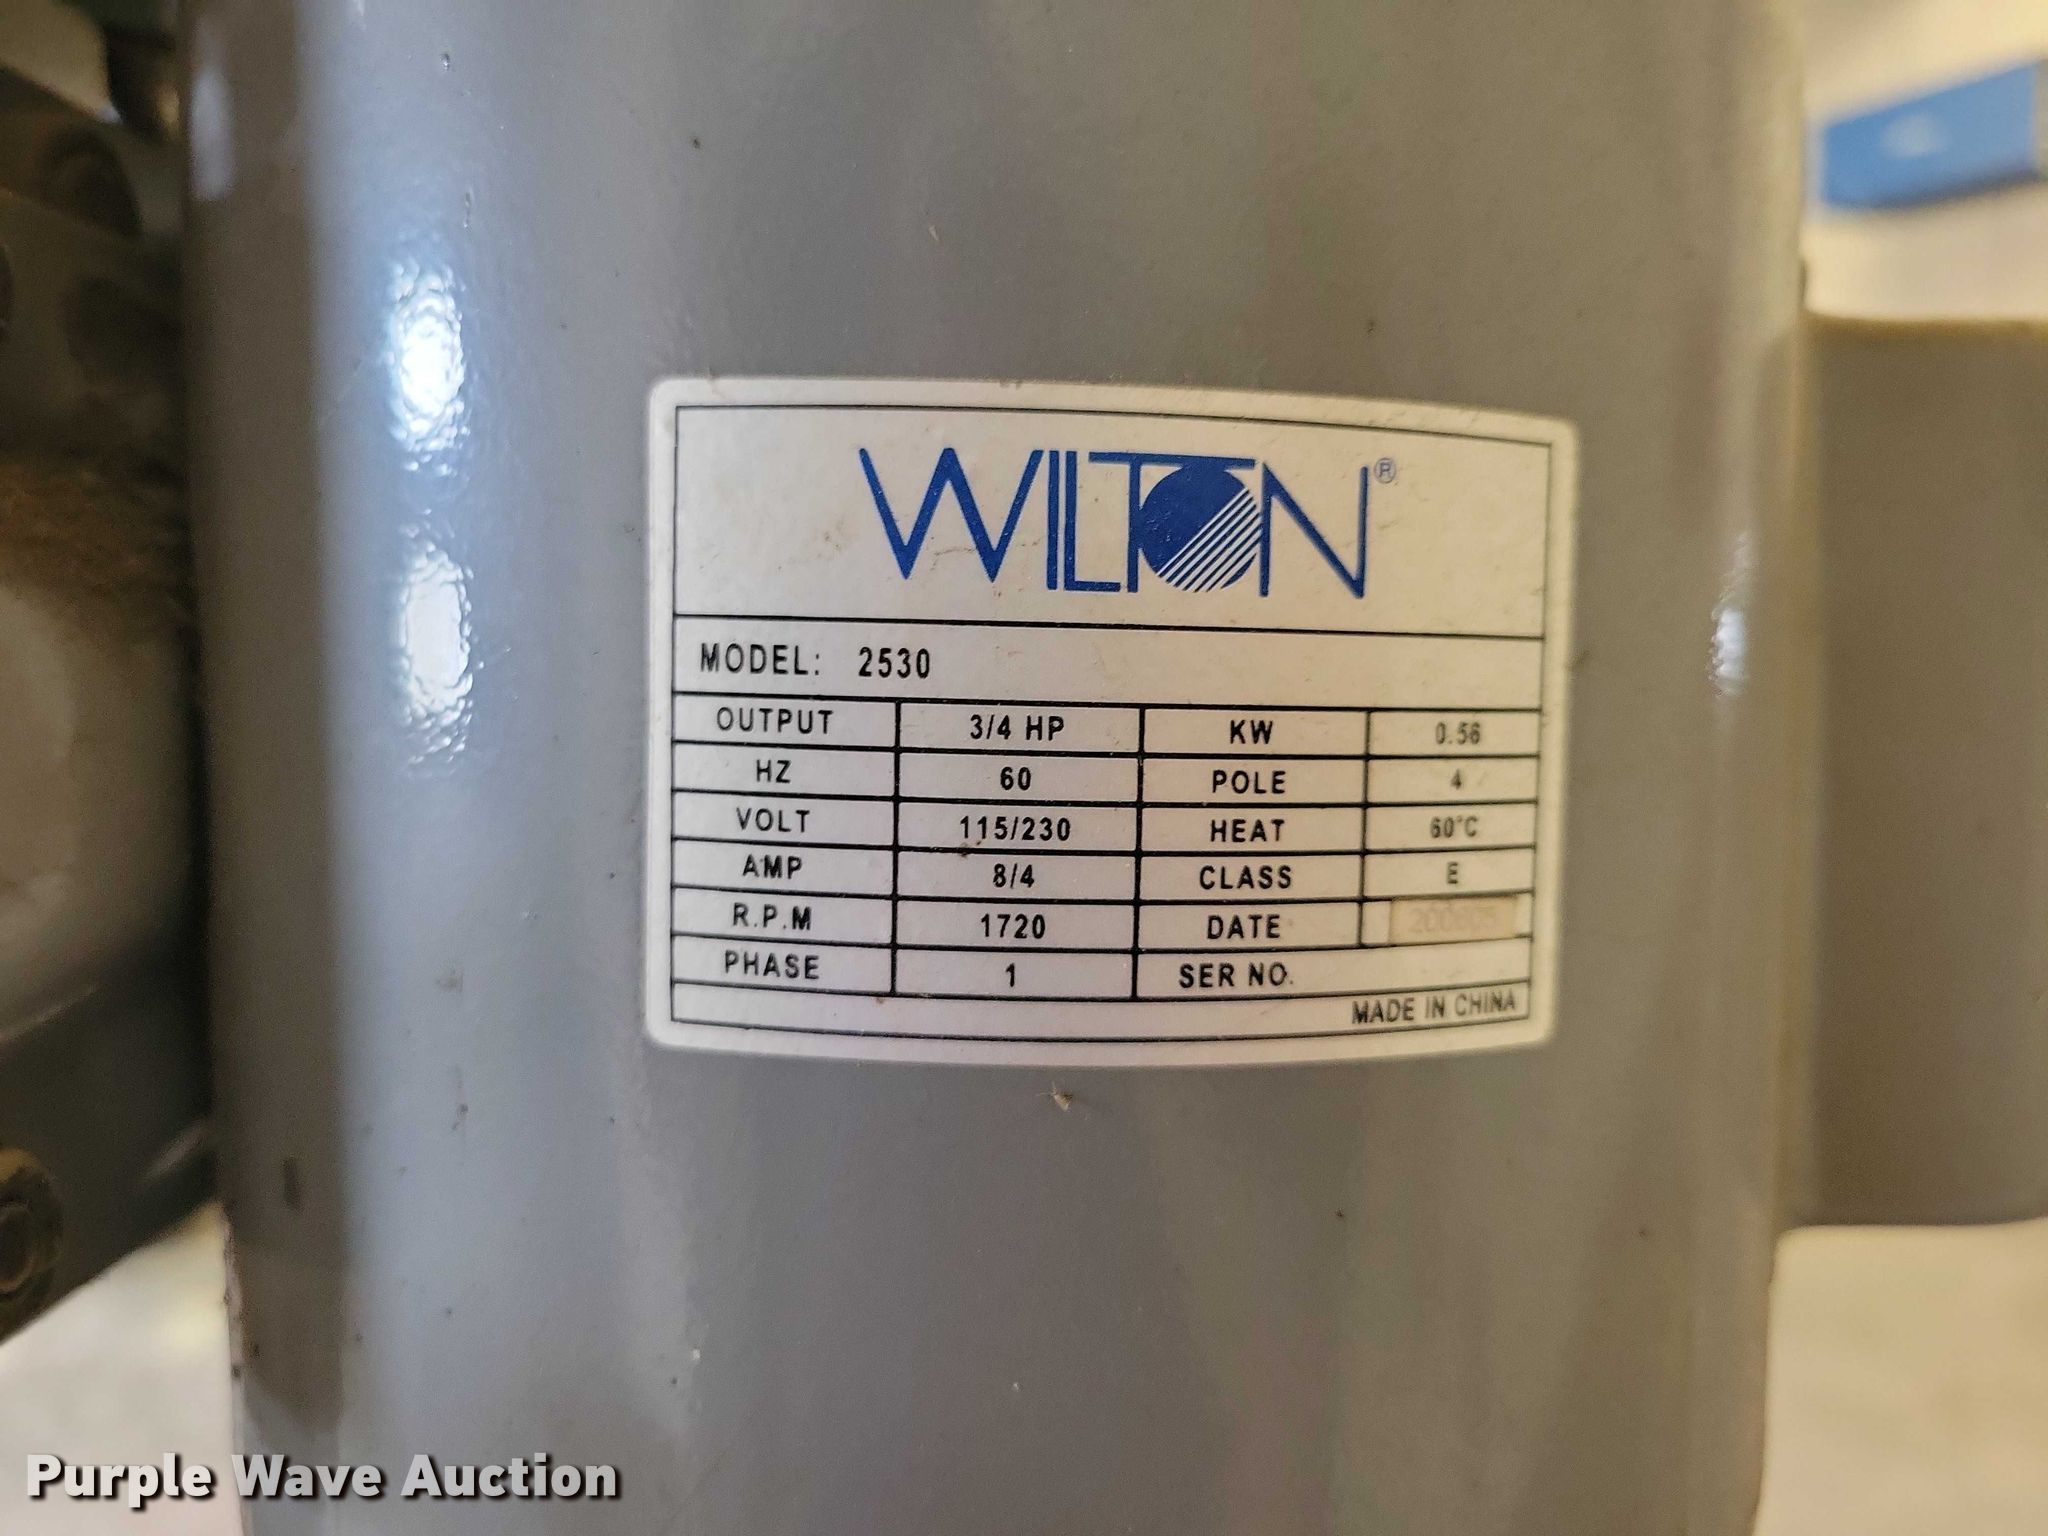 WILTON®
MODEL: 2530
OUTPUT 3/4 HP KW 0.56
HZ 60 POLE 4
VOLT 115/230 HEAT 60°C
AMP 8/4 CLASS E
R.P.M 1720 DATE
PHASE 1 SER NO.
MADE IN CHINA
Purple Wave Auction